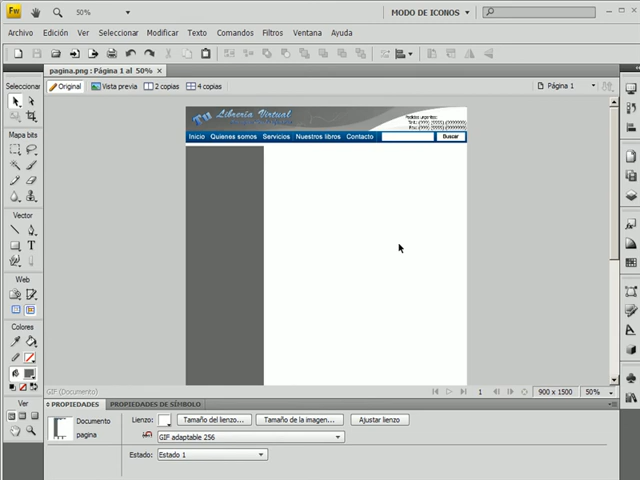 Fw 50% MODO DE ICONOS
Archivo Edición Ver Seleccionar Modificar Texto Comandos Filtros Ventana Ayuda
pagina.png : Página 1 al 50%
Seleccionar
Original Vista previa 2 copias 4 copias Página 1
Tu Librería Virtual
Pedidos urgentes:
Inicio Quienes somos Servicios Nuestros libros Contacto Buscar
Mapa bits
Vector
T
Web
Colores
Ver
GIF (Documento) 1 900 x 1500 50%
PROPIEDADES PROPIEDADES DE SÍMBOLO
Documento
pagina
Lienzo: Tamaño del lienzo... Tamaño de la imagen... Ajustar lienzo
GIF adaptable 256
Estado: Estado 1